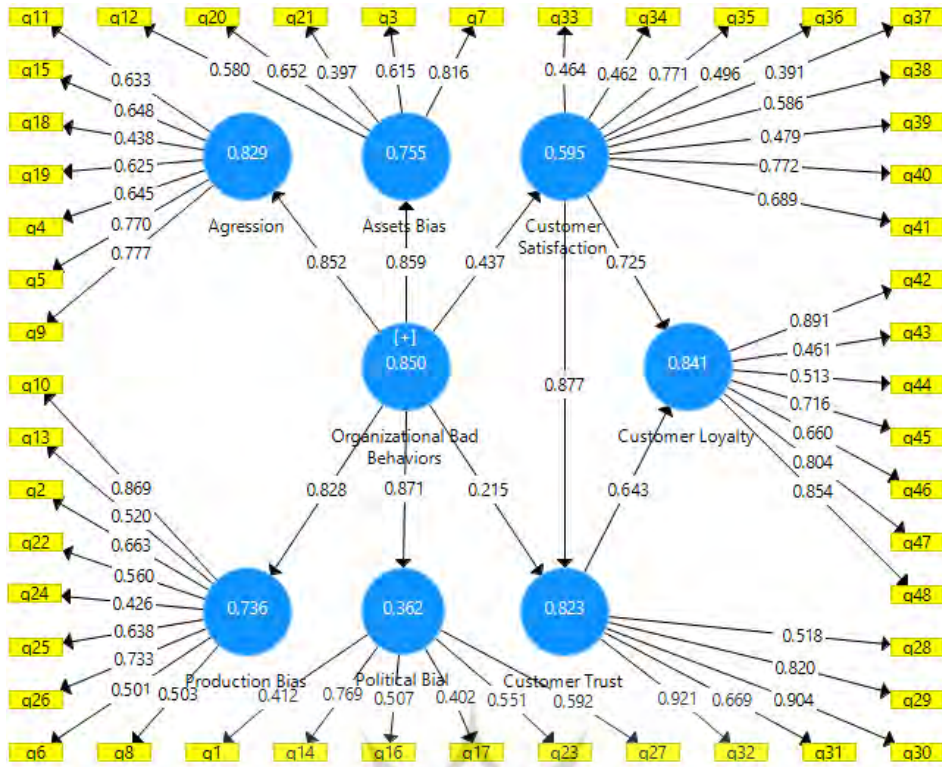 q11 q12 q20 q21 q3 q7 q33 q34 q35 q36 q37
0.580 0.652 0.397 0.615 0.816 0.464 0.462 0.771 0.496 0.391
q15 0.633 0.586 q38
q18 0.648 0.479 q39
0.438
q19 0.625 0.772 q40
q4 0.645 0.689 q41
0.829 0.755 0.595
q5 0.770
q9 0.777
Agression Assets Bias Customer
Satisfaction
0.852 0.859 0.437 0.725
q42
0.891 q43
0.461
0.513 q44
0.716 q45
0.660 q46
0.804 q47
0.854 q48
[+]
0.850 0.877 0.841
Organizational Bad
Behaviors
Customer Loyalty
q10
q13 0.869
q2 0.520
0.663
q22 0.560
q24 0.426
q25 0.638
q26 0.733
q6 0.501
q8 0.503
0.828 0.871 0.215 0.643
0.736 0.362 0.823
Production Bias Political Bial Customer Trust
0.412 0.769 0.507 0.402 0.551 0.592 0.921 0.669 0.904 0.820 0.518
q28
q29
q1 q14 q16 q17 q23 q27 q32 q31 q30